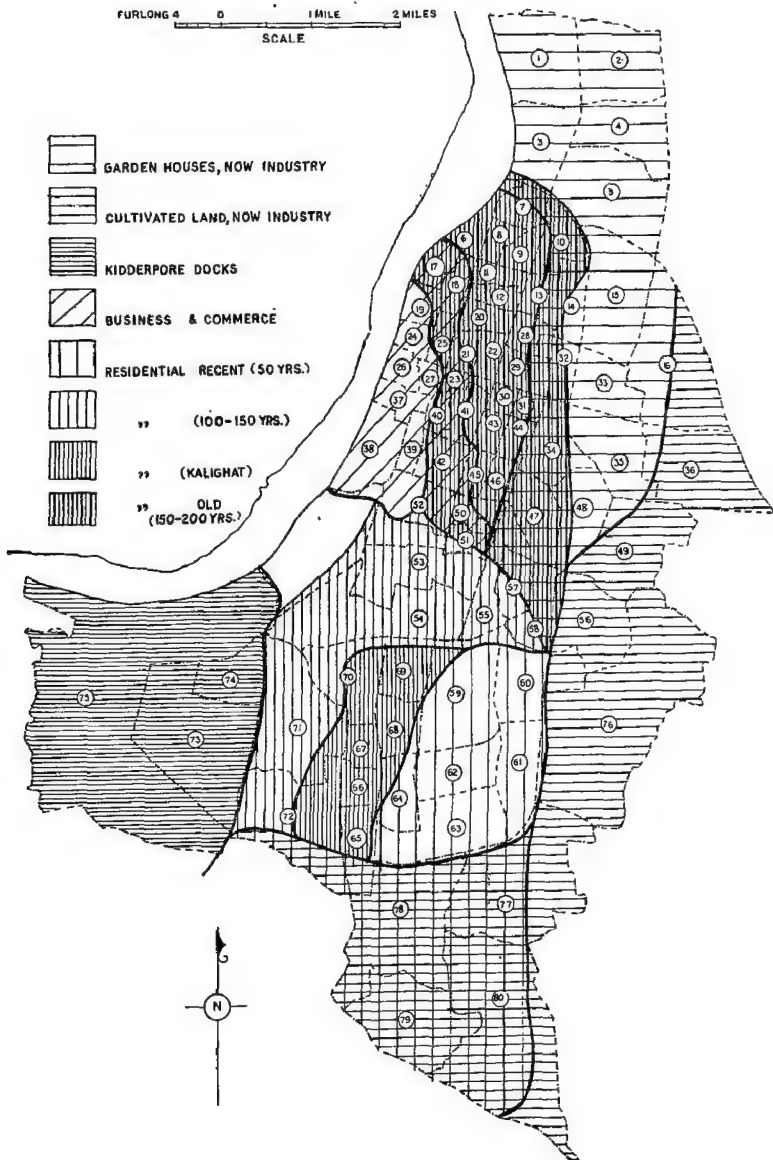 FURLONG 4 0 1 MILE 2 MILES
SCALE
GARDEN HOUSES, NOW INDUSTRY
CULTIVATED LAND, NOW INDUSTRY
KIDDERPORE DOCKS
BUSINESS & COMMERCE
RESIDENTIAL RECENT (50 YRS.)
„ (100-150 YRS.)
„ (KALIGHAT)
„ OLD
(150-200 YRS.)
1 2
4
3
5
7
6 8 10
9
17 11
18 12 13 15
19 20 14
24 25 21 22 28 32
26 27 23 29 16 33
37 40 41 30 31
43 44
38 39 42 45 46 34 35 36
52 50 47 48
51
53 49
57
54 55 58 56
74 70 69 59 60
75 73 71 67 68 76
66 64 62 61
72 65 63
78 77
79 80
N